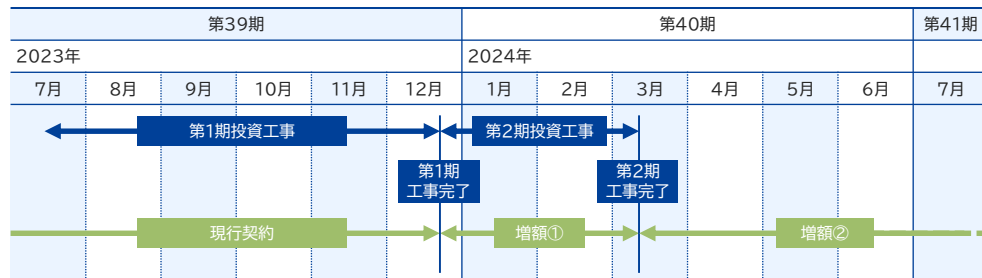 第39期
第40期
第41期
2023年
2024年
7月
8月
9月
10月
11月
12月
1月
2月
3月
4月
5月
6月
7月
第1期投資工事
第2期投資工事
第1期
工事完了
第2期
工事完了
現行契約
増額①
増額②